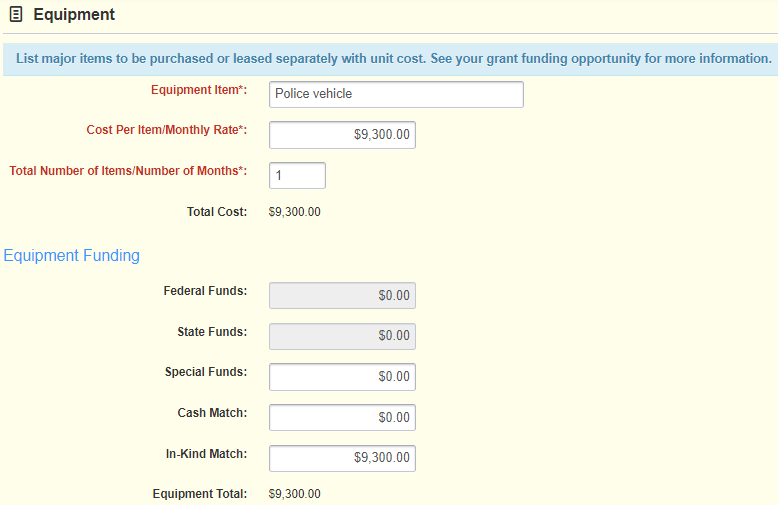 Equipment
List major items to be purchased or leased separately with unit cost. See your grant funding opportunity for more information.
Equipment Item*: Police vehicle
Cost Per Item/Monthly Rate*: $9,300.00
Total Number of Items/Number of Months*: 1
Total Cost: $9,300.00
Equipment Funding
Federal Funds: $0.00
State Funds: $0.00
Special Funds: $0.00
Cash Match: $0.00
In-Kind Match: $9,300.00
Equipment Total: $9,300.00